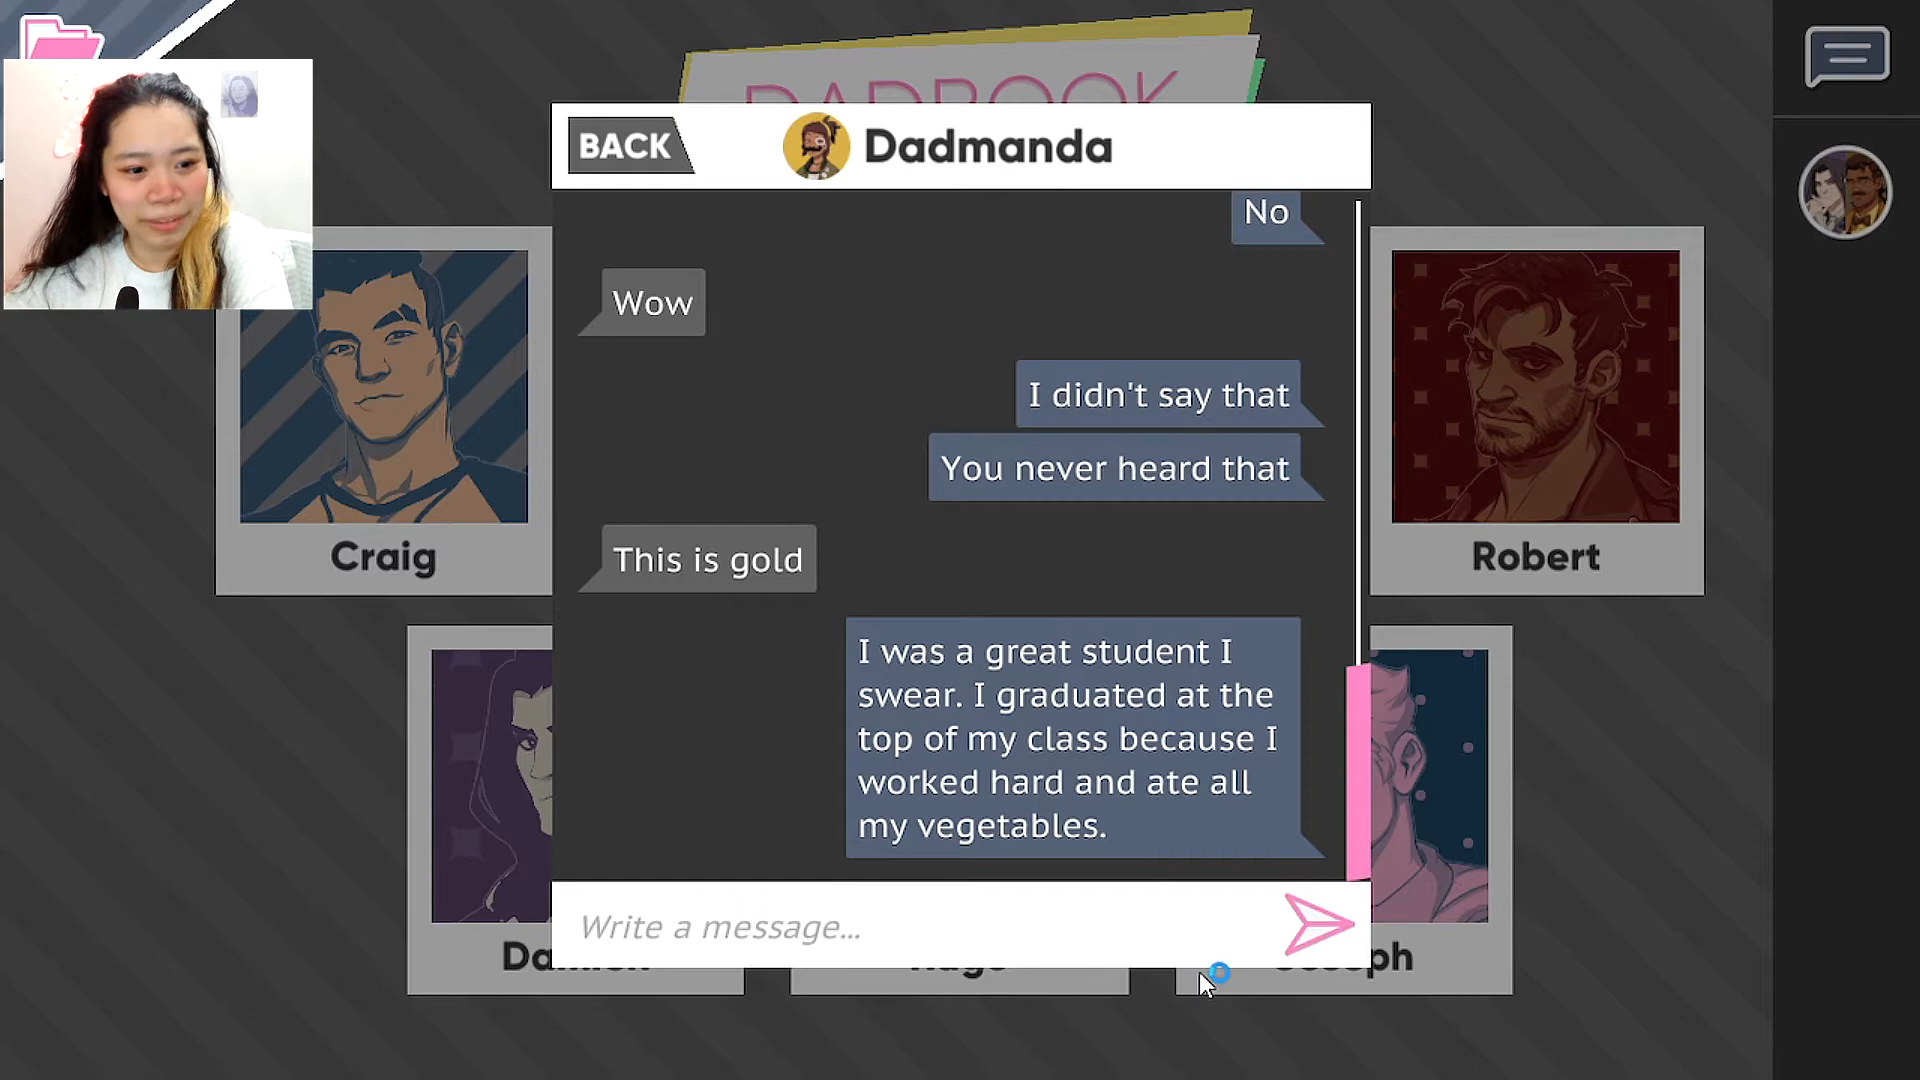 DADBOOK
BACK
Dadmanda
No
Wow
I didn't say that
You never heard that
This is gold
I was a great student I
swear. I graduated at the
top of my class because I
worked hard and ate all
my vegetables.
Write a message...
Craig
Robert